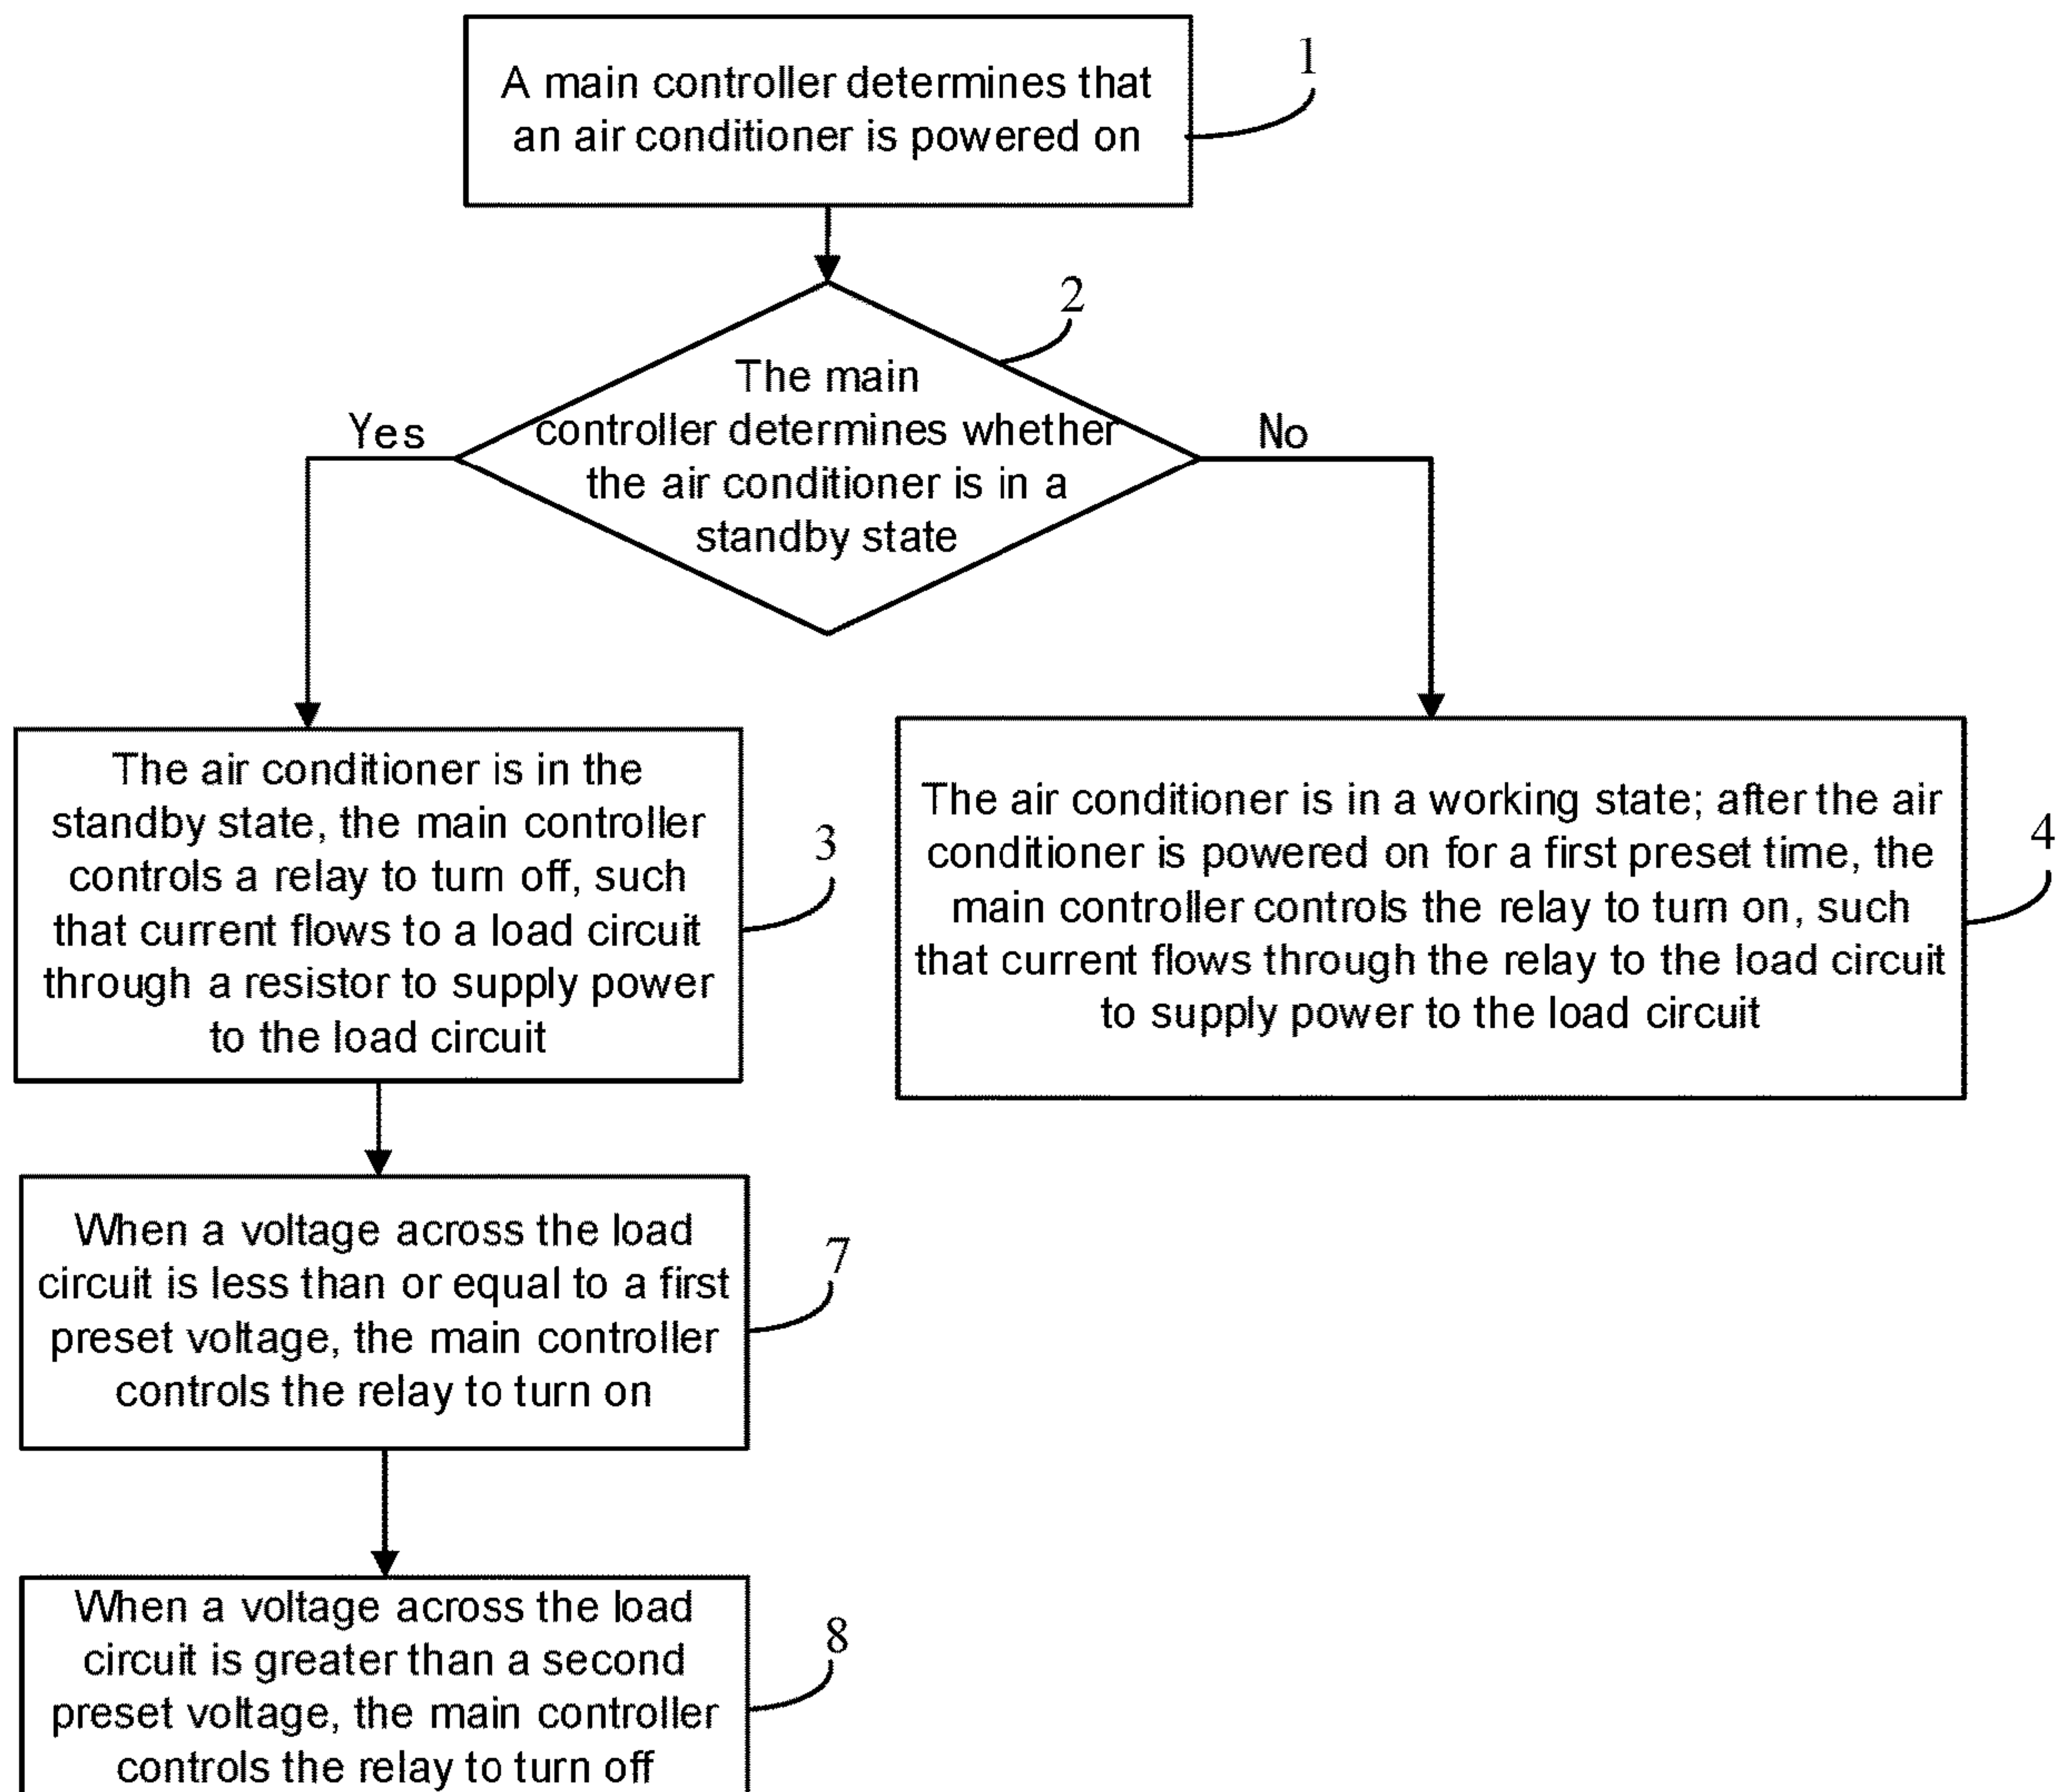 A main controller determines that
an air conditioner is powered on
1
2
The main
controller determines whether
the air conditioner is in a
standby state
Yes
No
The air conditioner is in the
standby state, the main controller
controls a relay to turn off, such
that current flows to a load circuit
through a resistor to supply power
to the load circuit
3
The air conditioner is in a working state; after the air
conditioner is powered on for a first preset time, the
main controller controls the relay to turn on, such
that current flows through the relay to the load circuit
to supply power to the load circuit
4
When a voltage across the load
circuit is less than or equal to a first
preset voltage, the main controller
controls the relay to turn on
7
When a voltage across the load
circuit is greater than a second
preset voltage, the main controller
controls the relay to turn off
8